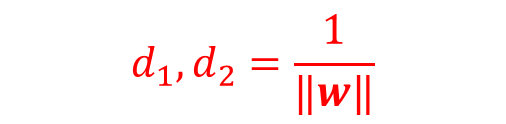 d₁, d₂ = 1/‖w‖